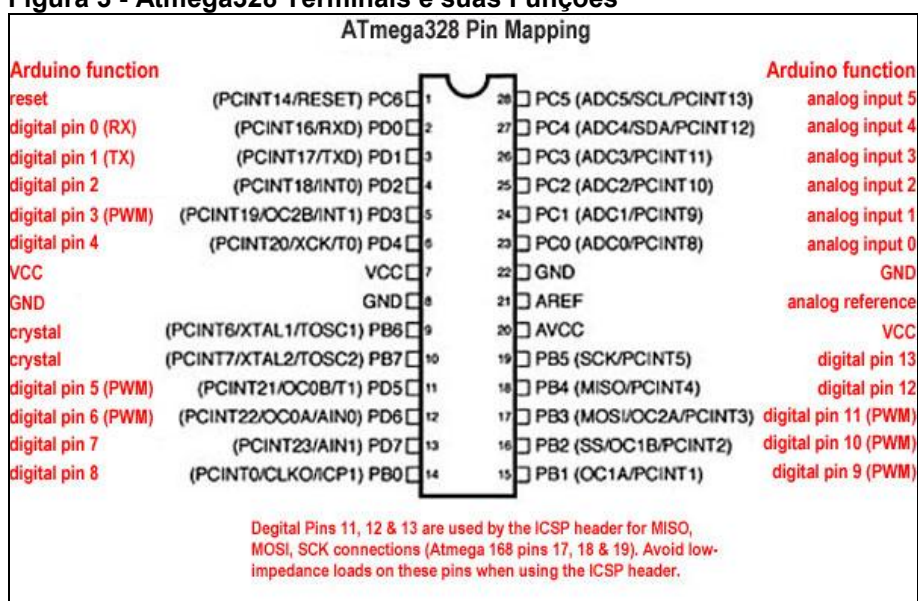 Figura 3 - Atmega328 Terminais e suas Funções
ATmega328 Pin Mapping
Arduino function Arduino function
reset (PCINT14/RESET) PC6 1 28 PC5 (ADC5/SCL/PCINT13) analog input 5
digital pin 0 (RX) (PCINT16/RXD) PD0 2 27 PC4 (ADC4/SDA/PCINT12) analog input 4
digital pin 1 (TX) (PCINT17/TXD) PD1 3 26 PC3 (ADC3/PCINT11) analog input 3
digital pin 2 (PCINT18/INT0) PD2 4 25 PC2 (ADC2/PCINT10) analog input 2
digital pin 3 (PWM) (PCINT19/OC2B/INT1) PD3 5 24 PC1 (ADC1/PCINT9) analog input 1
digital pin 4 (PCINT20/XCK/T0) PD4 6 23 PC0 (ADC0/PCINT8) analog input 0
VCC VCC 7 22 GND GND
GND GND 8 21 AREF analog reference
crystal (PCINT6/XTAL1/TOSC1) PB6 9 20 AVCC VCC
crystal (PCINT7/XTAL2/TOSC2) PB7 10 19 PB5 (SCK/PCINT5) digital pin 13
digital pin 5 (PWM) (PCINT21/OC0B/T1) PD5 11 18 PB4 (MISO/PCINT4) digital pin 12
digital pin 6 (PWM) (PCINT22/OC0A/AIN0) PD6 12 17 PB3 (MOSI/OC2A/PCINT3) digital pin 11 (PWM)
digital pin 7 (PCINT23/AIN1) PD7 13 16 PB2 (SS/OC1B/PCINT2) digital pin 10 (PWM)
digital pin 8 (PCINT0/CLKO/ICP1) PB0 14 15 PB1 (OC1A/PCINT1) digital pin 9 (PWM)
Degital Pins 11, 12 & 13 are used by the ICSP header for MISO,
MOSI, SCK connections (Atmega 168 pins 17, 18 & 19). Avoid low-
impedance loads on these pins when using the ICSP header.